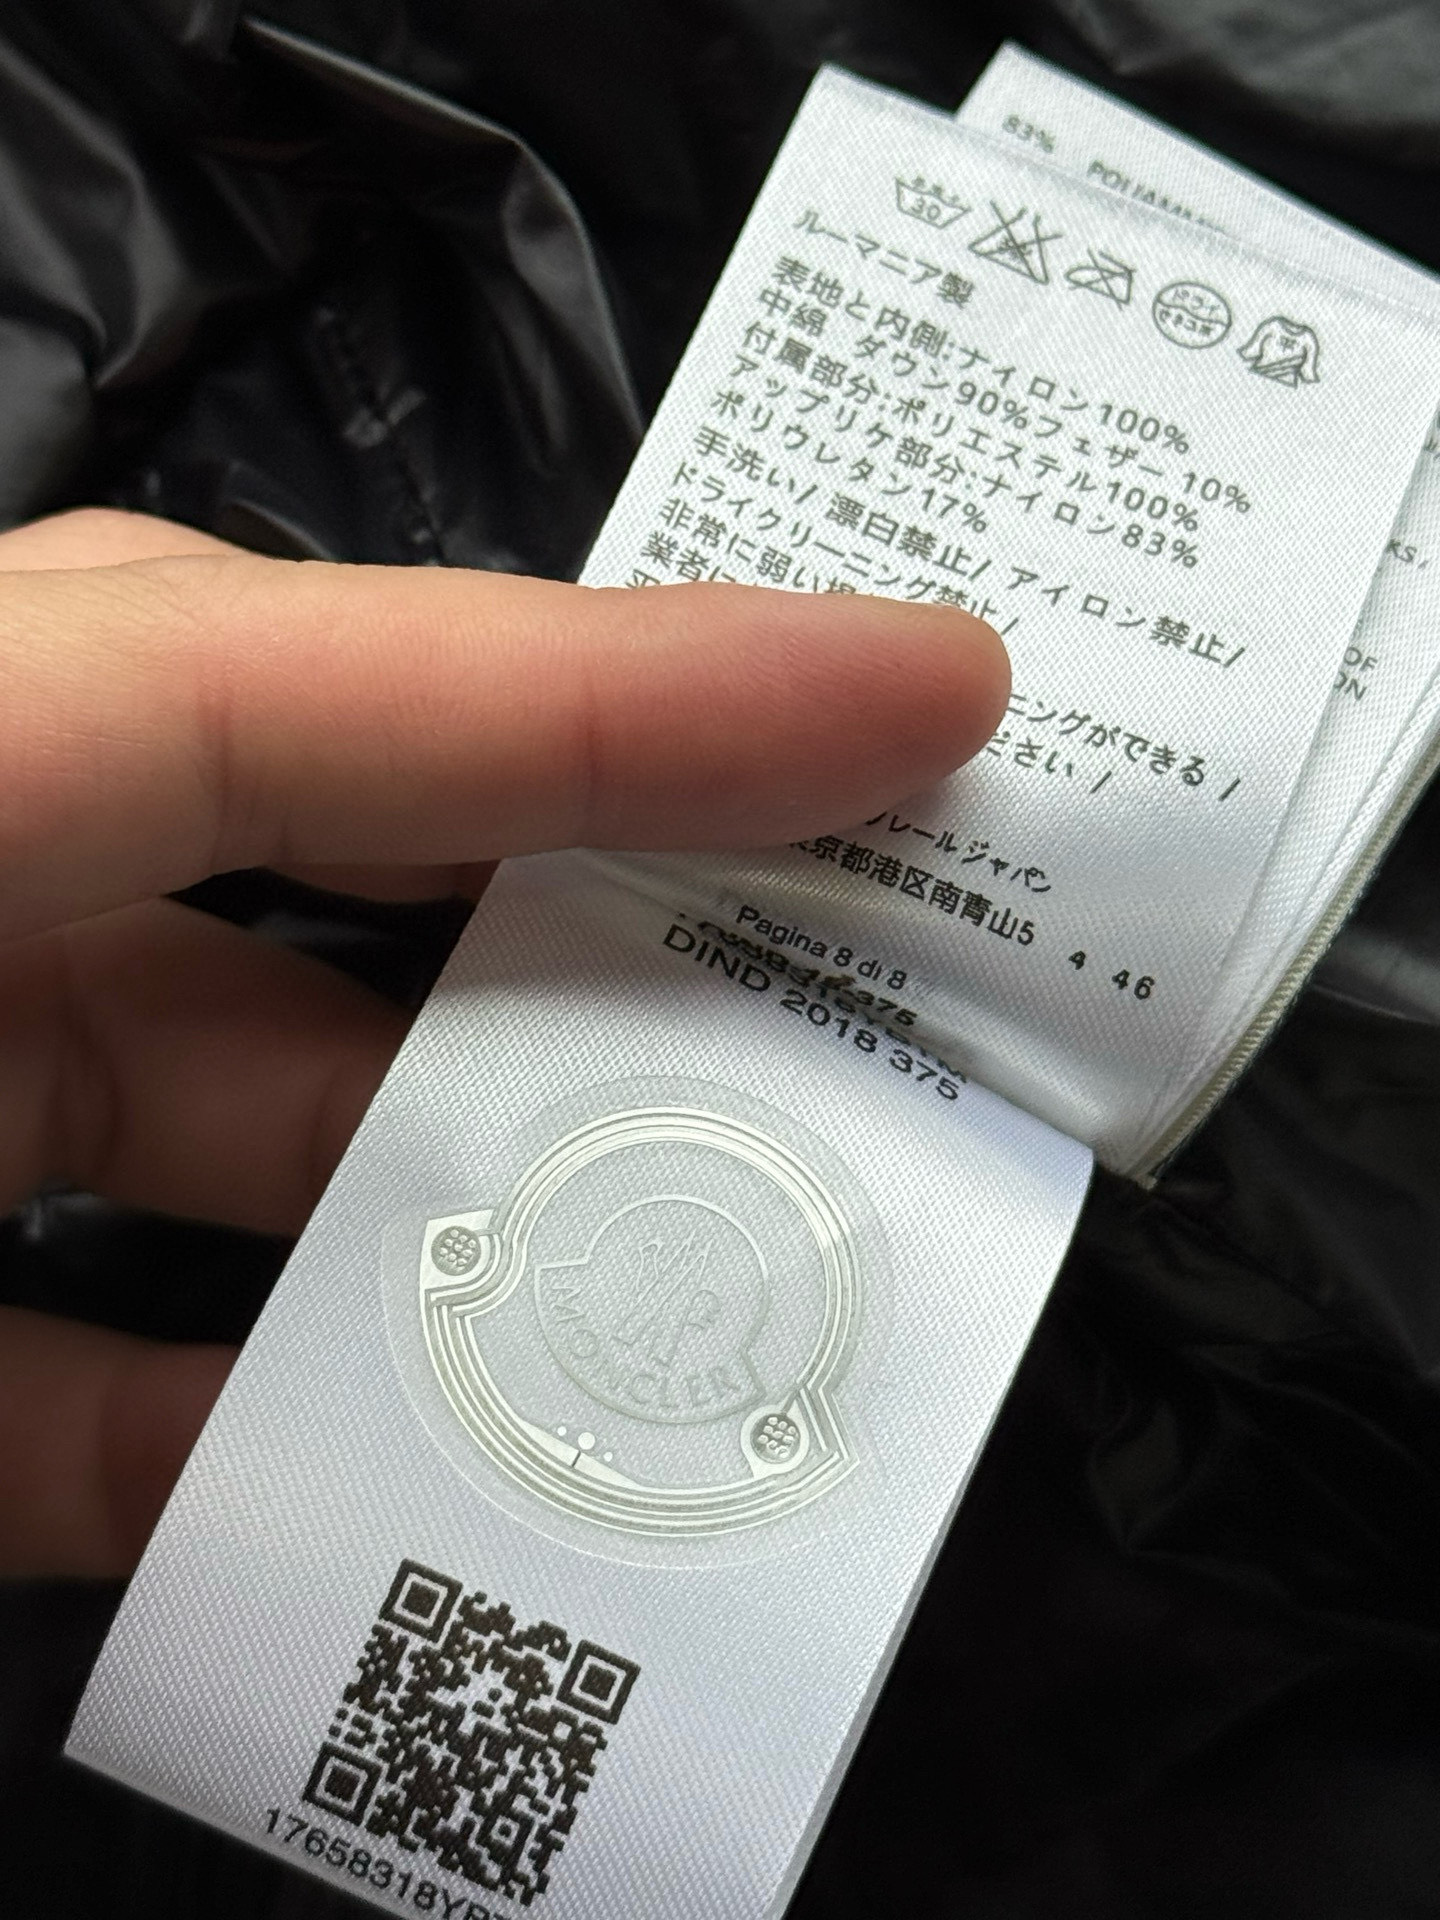 83%
30
ルーマニア製
表地と内側:ナイロン100%
中綿 ダウン90%フェザー 10%
付属部分:ポリエステル100%
アップリケ部分:ナイロン83%
ポリウレタン17%
手洗い/ 漂白禁止/ アイロン禁止/
ドライクリーニング禁止/
非常に弱い
業者に
ニングができる /
ださい /
レールジャパン
京都港区南青山5 4 46
Pagina 8 di 8
DIND 2018 375
MONCLER
17658318YR
KS,
OF
ON